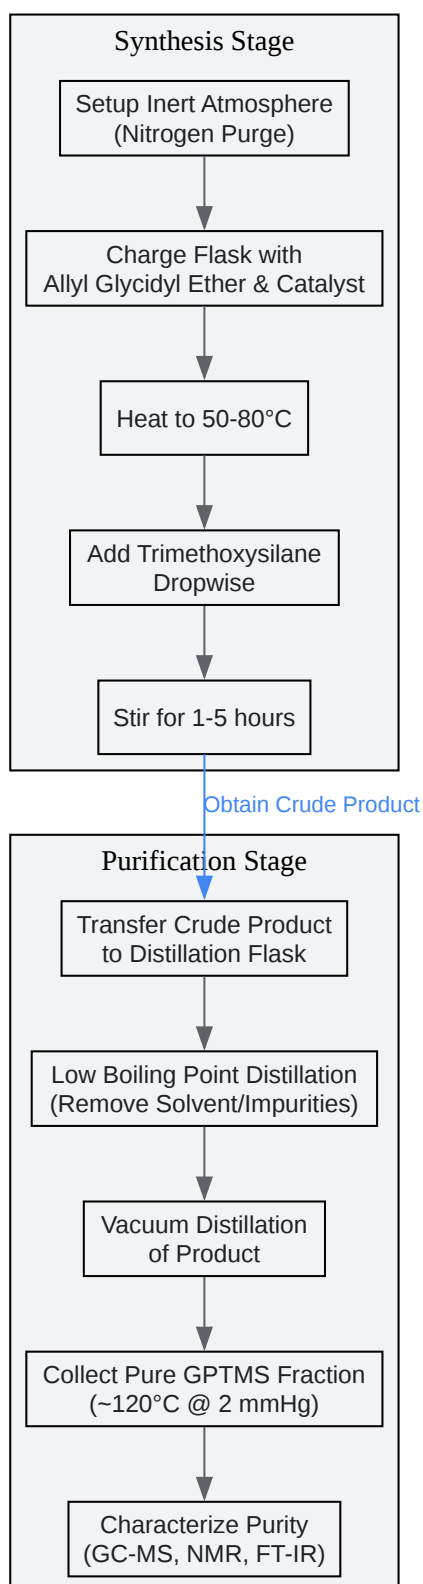 Synthesis Stage
Setup Inert Atmosphere
(Nitrogen Purge)
Charge Flask with
Allyl Glycidyl Ether & Catalyst
Heat to 50-80°C
Add Trimethoxysilane
Dropwise
Stir for 1-5 hours
Obtain Crude Product
Purification Stage
Transfer Crude Product
to Distillation Flask
Low Boiling Point Distillation
(Remove Solvent/Impurities)
Vacuum Distillation
of Product
Collect Pure GPTMS Fraction
(~120°C @ 2 mmHg)
Characterize Purity
(GC-MS, NMR, FT-IR)